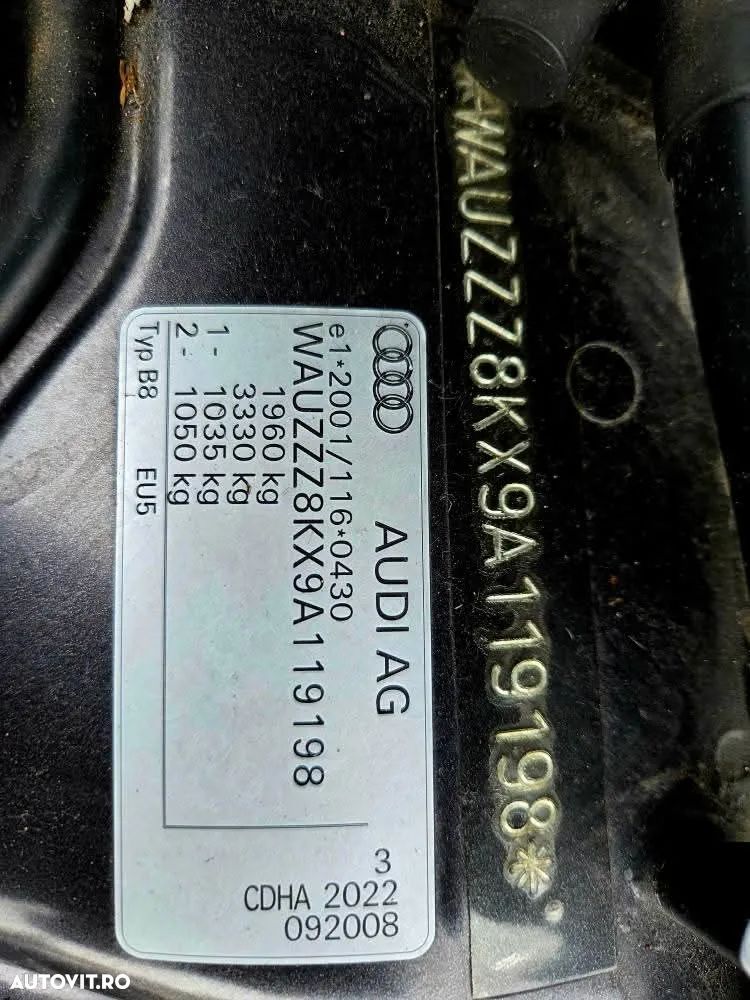 AUDI AG
e1*2001/116*0430
WAUZZZ8KX9A119198
1960 kg
3330 kg
1- 1035 kg
2- 1050 kg
Typ B8 EU5
3
CDHA 2022
092008
*WAUZZZ8KX9A119198*
AUTOVIT.RO